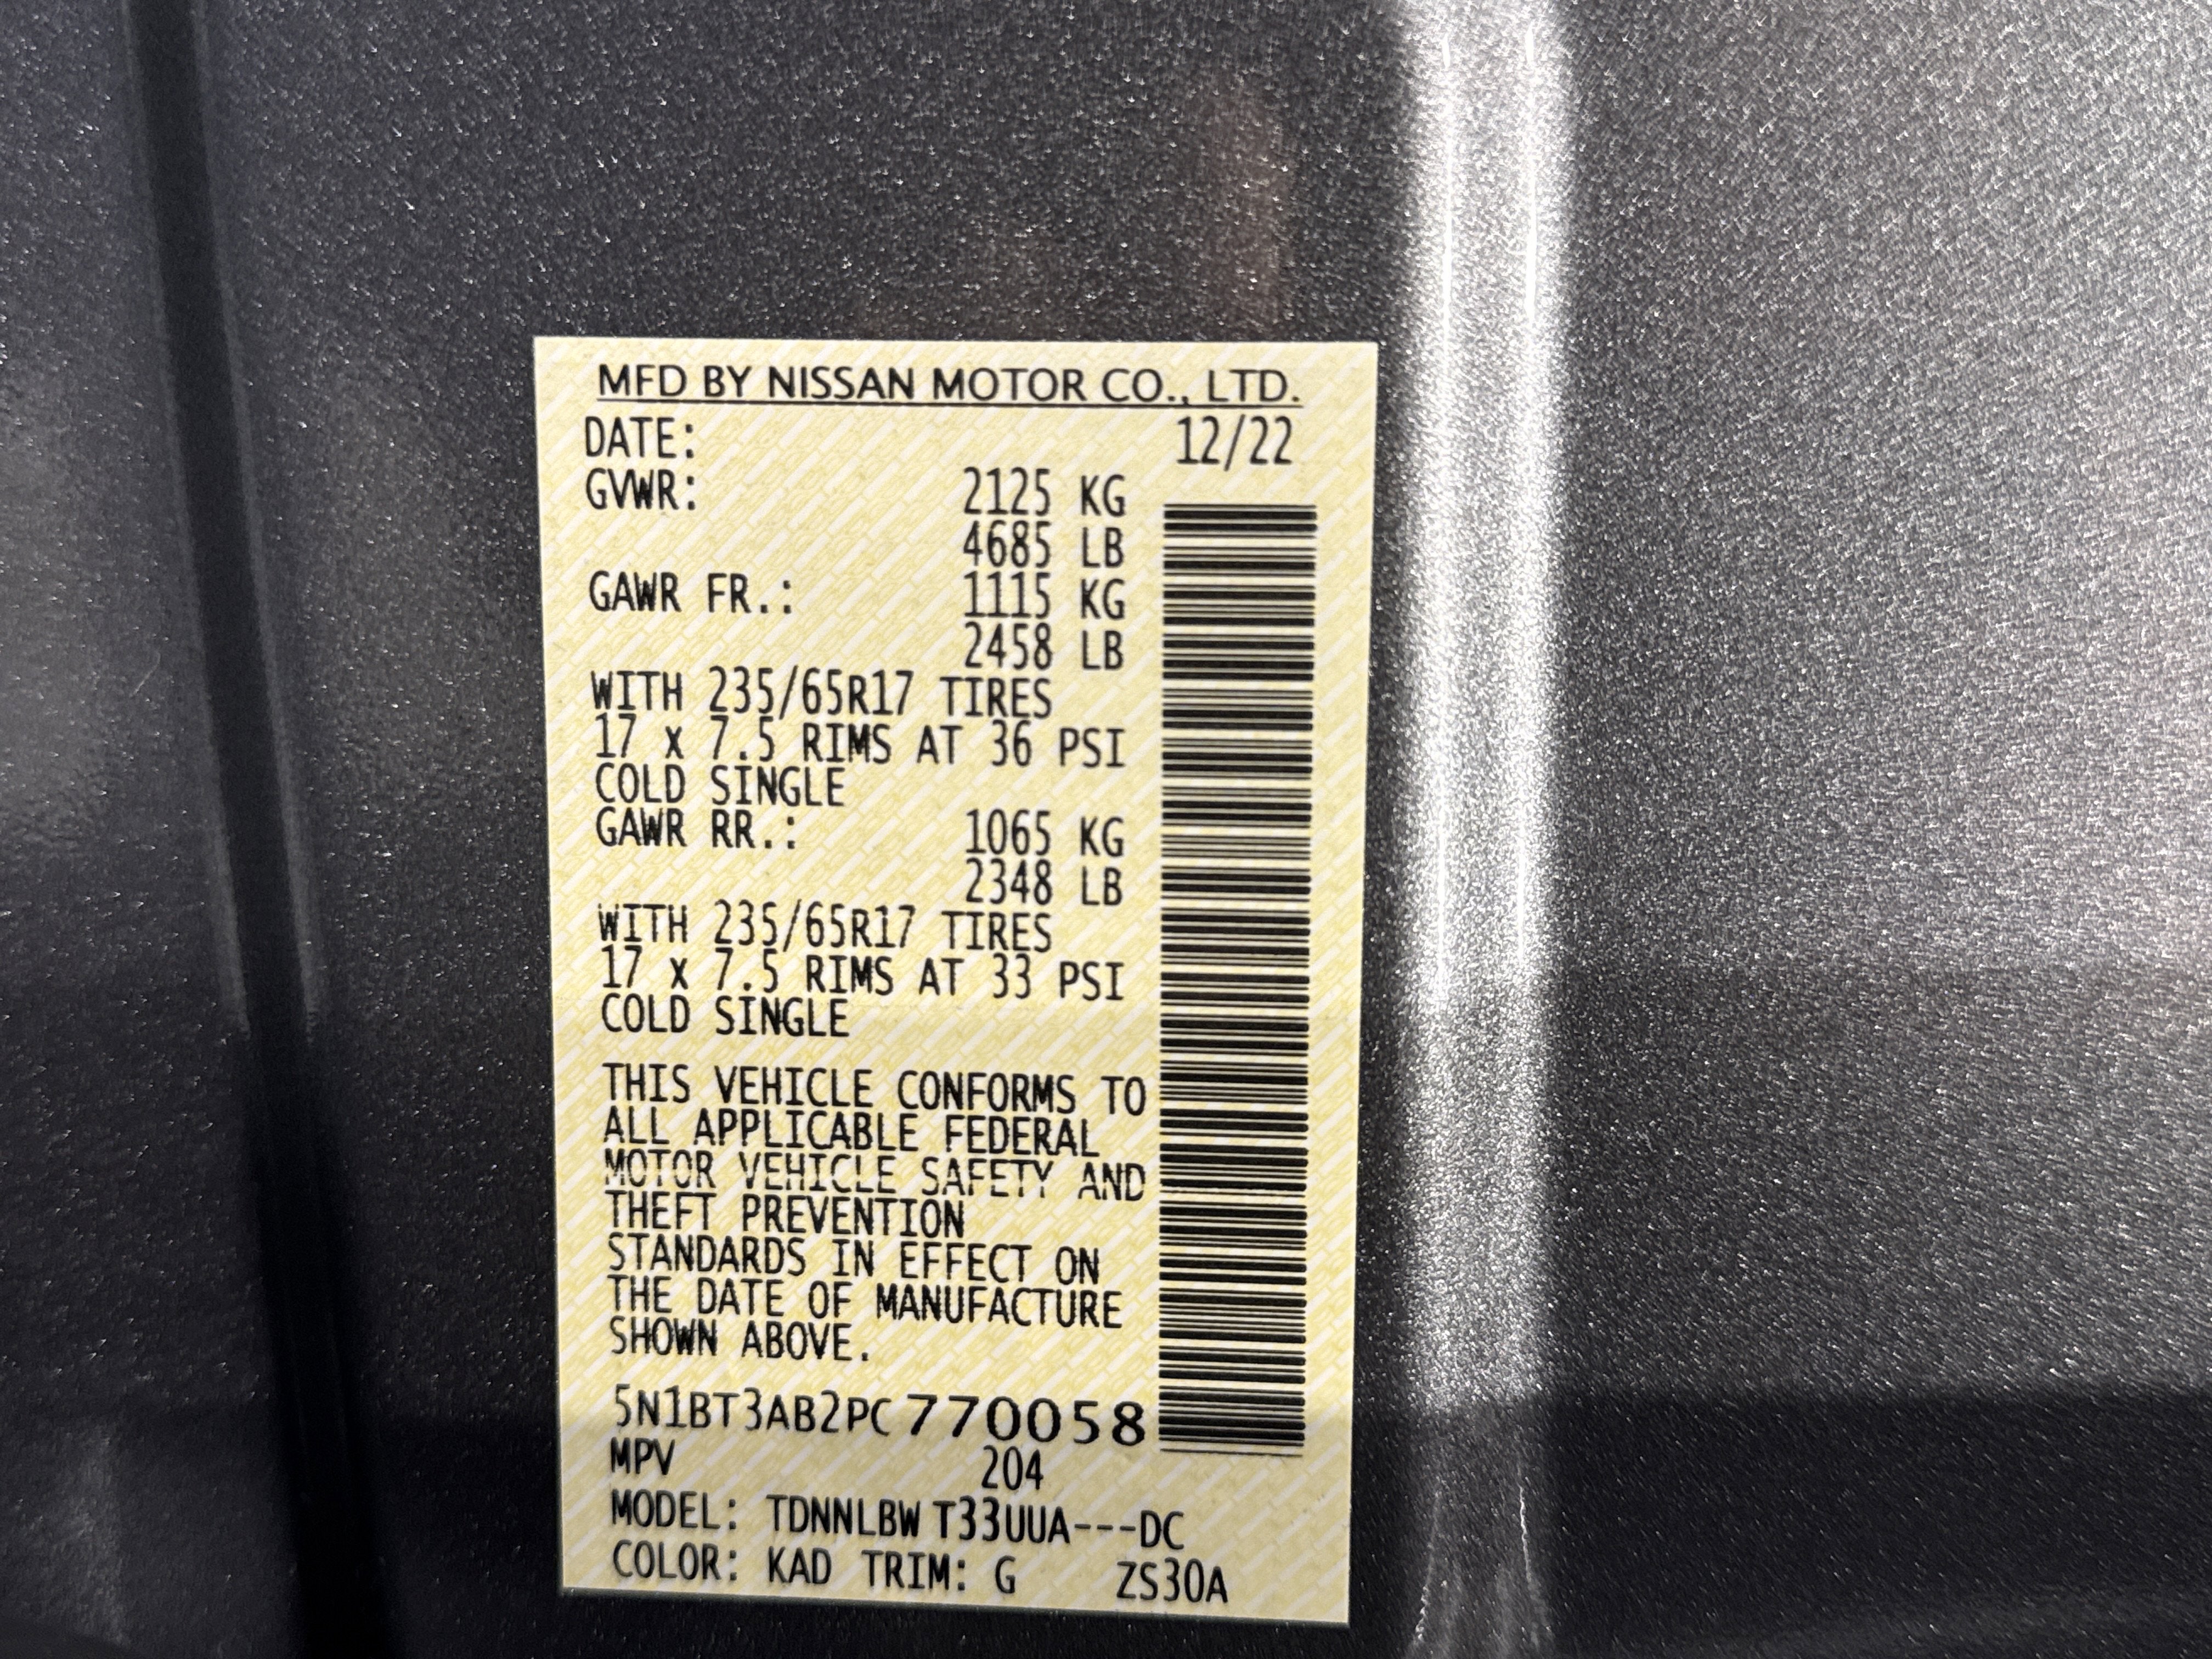 MFD BY NISSAN MOTOR CO., LTD.
DATE: 12/22
GVWR: 2125 KG
4685 LB
GAWR FR.: 1115 KG
2458 LB
WITH 235/65R17 TIRES
17 x 7.5 RIMS AT 36 PSI
COLD SINGLE
GAWR RR.: 1065 KG
2348 LB
WITH 235/65R17 TIRES
17 x 7.5 RIMS AT 33 PSI
COLD SINGLE
THIS VEHICLE CONFORMS TO
ALL APPLICABLE FEDERAL
MOTOR VEHICLE SAFETY AND
THEFT PREVENTION
STANDARDS IN EFFECT ON
THE DATE OF MANUFACTURE
SHOWN ABOVE.
5N1BT3AB2PC770058
MPV 204
MODEL: TDNNLBW T33UUA---DC
COLOR: KAD TRIM: G ZS30A